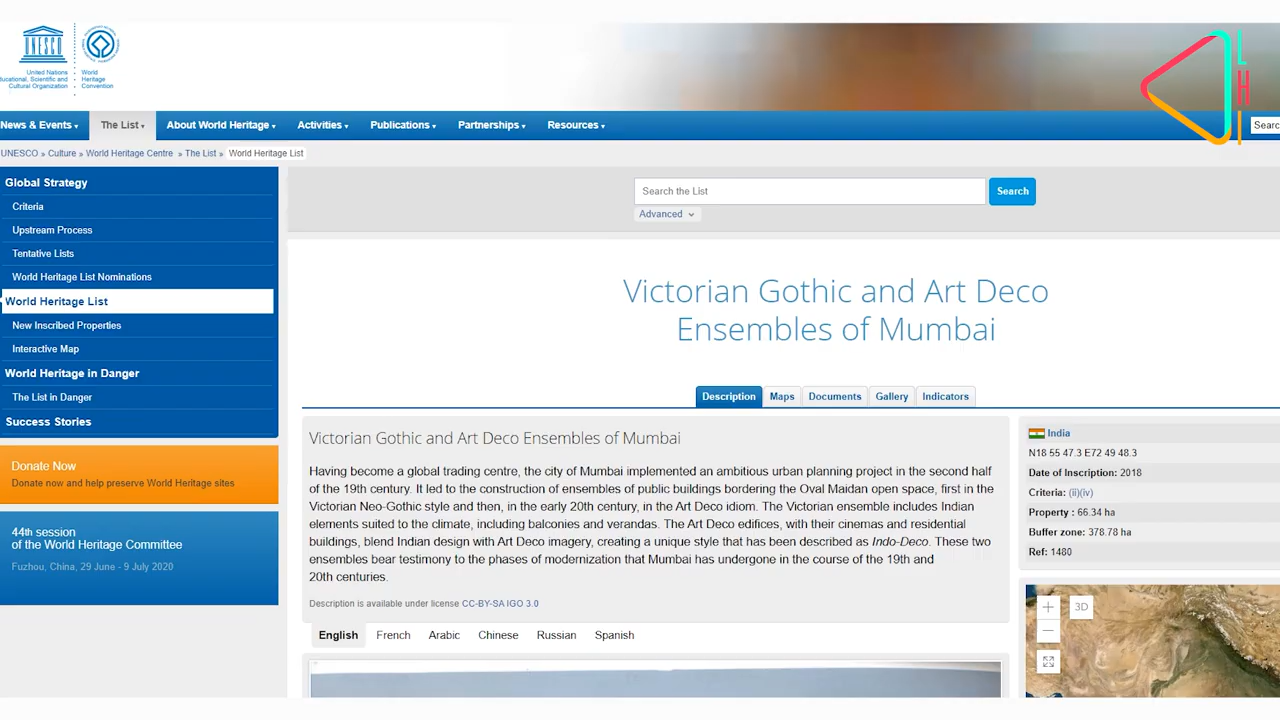 UNESCO
United Nations
Educational, Scientific and
Cultural Organization
World
Heritage
Convention
L
H
News & Events
The List
About World Heritage
Activities
Publications
Partnerships
Resources
Searc
UNESCO » Culture » World Heritage Centre » The List » World Heritage List
Global Strategy
Criteria
Upstream Process
Tentative Lists
World Heritage List Nominations
World Heritage List
New Inscribed Properties
Interactive Map
World Heritage in Danger
The List in Danger
Success Stories
Donate Now
Donate now and help preserve World Heritage sites
44th session
of the World Heritage Committee
Fuzhou, China, 29 June - 9 July 2020
Search the List
Search
Advanced
Victorian Gothic and Art Deco
Ensembles of Mumbai
Description
Maps
Documents
Gallery
Indicators
Victorian Gothic and Art Deco Ensembles of Mumbai
Having become a global trading centre, the city of Mumbai implemented an ambitious urban planning project in the second half
of the 19th century. It led to the construction of ensembles of public buildings bordering the Oval Maidan open space, first in the
Victorian Neo-Gothic style and then, in the early 20th century, in the Art Deco idiom. The Victorian ensemble includes Indian
elements suited to the climate, including balconies and verandas. The Art Deco edifices, with their cinemas and residential
buildings, blend Indian design with Art Deco imagery, creating a unique style that has been described as Indo-Deco. These two
ensembles bear testimony to the phases of modernization that Mumbai has undergone in the course of the 19th and
20th centuries.
Description is available under license CC-BY-SA IGO 3.0
English
French
Arabic
Chinese
Russian
Spanish
India
N18 55 47.3 E72 49 48.3
Date of Inscription: 2018
Criteria: (ii)(iv)
Property : 66.34 ha
Buffer zone: 378.78 ha
Ref: 1480
3D